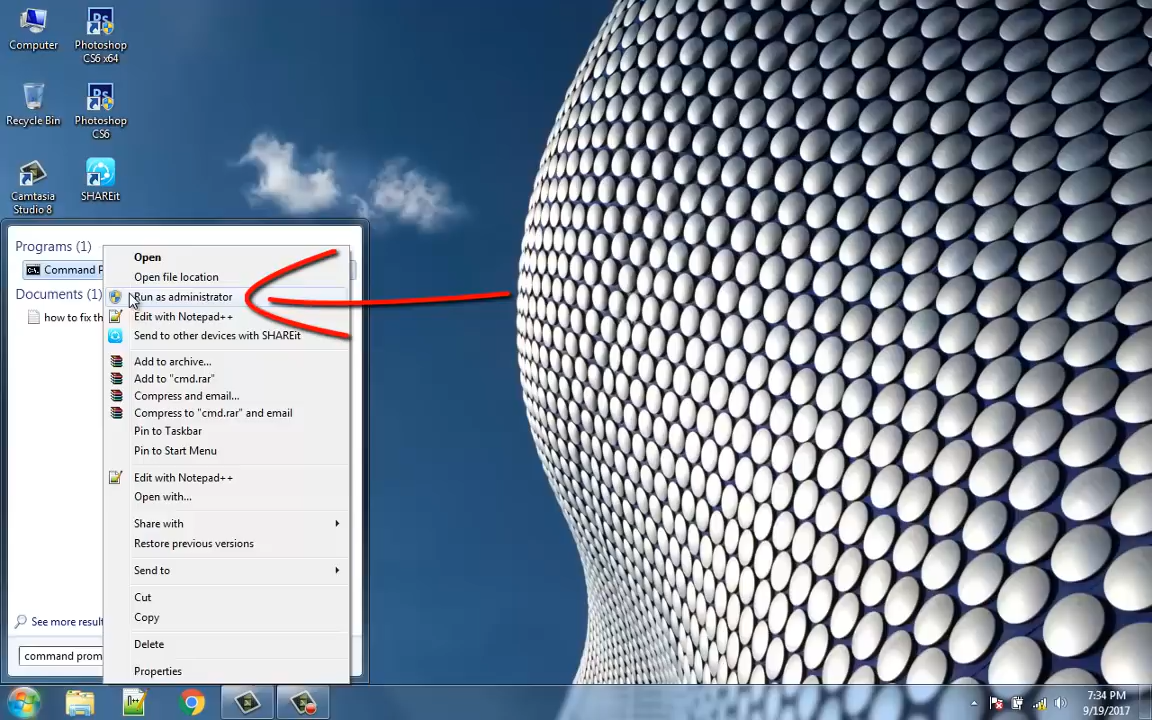 Computer
Photoshop
CS6 x64
Recycle Bin
Photoshop
CS6
Camtasia
Studio 8
SHAREit
Programs (1)
Command P
Documents (1)
how to fix th
See more result
command prom
Open
Open file location
Run as administrator
Edit with Notepad++
Send to other devices with SHAREit
Add to archive...
Add to "cmd.rar"
Compress and email...
Compress to "cmd.rar" and email
Pin to Taskbar
Pin to Start Menu
Edit with Notepad++
Open with...
Share with
Restore previous versions
Send to
Cut
Copy
Delete
Properties
7:34 PM
9/19/2017